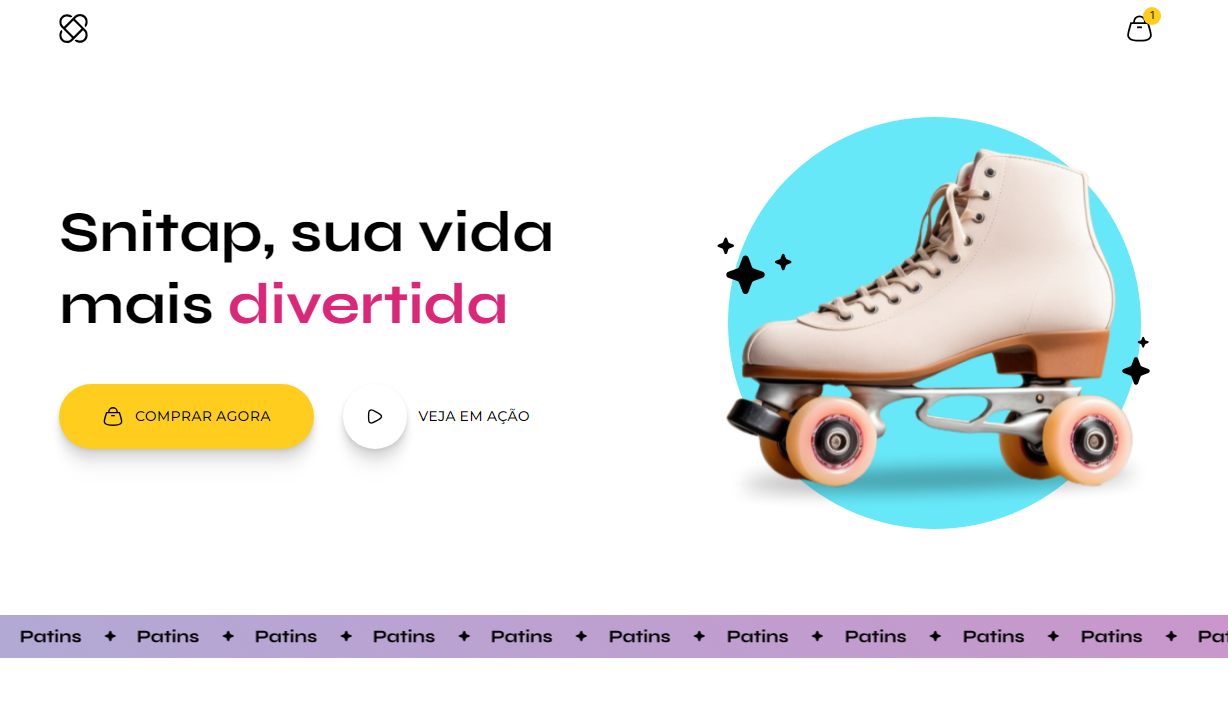 1
Snitap, sua vida
mais divertida
COMPRAR AGORA
VEJA EM AÇÃO
Patins Patins Patins Patins Patins Patins Patins Patins Patins Patins Pat